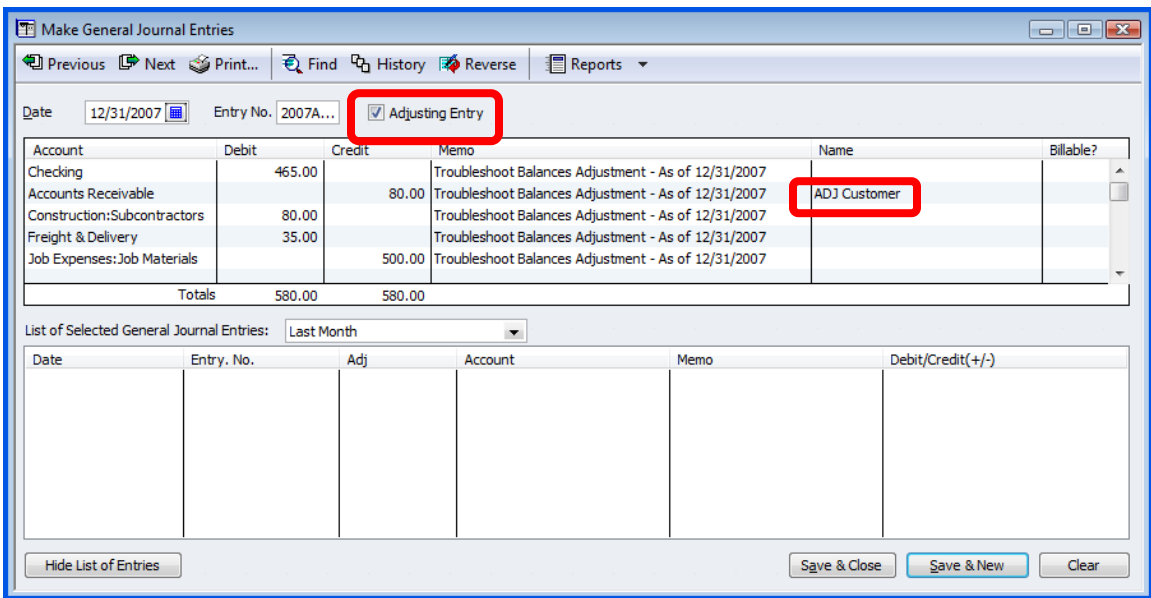 Make General Journal Entries
Previous Next Print... Find History Reverse Reports
Date 12/31/2007 Entry No. 2007A... Adjusting Entry
Account Debit Credit Memo Name Billable?
Checking 465.00 Troubleshoot Balances Adjustment - As of 12/31/2007
Accounts Receivable 80.00 Troubleshoot Balances Adjustment - As of 12/31/2007 ADJ Customer
Construction:Subcontractors 80.00 Troubleshoot Balances Adjustment - As of 12/31/2007
Freight & Delivery 35.00 Troubleshoot Balances Adjustment - As of 12/31/2007
Job Expenses:Job Materials 500.00 Troubleshoot Balances Adjustment - As of 12/31/2007
Totals 580.00 580.00
List of Selected General Journal Entries: Last Month
Date Entry. No. Adj Account Memo Debit/Credit(+/-)
Hide List of Entries Save & Close Save & New Clear